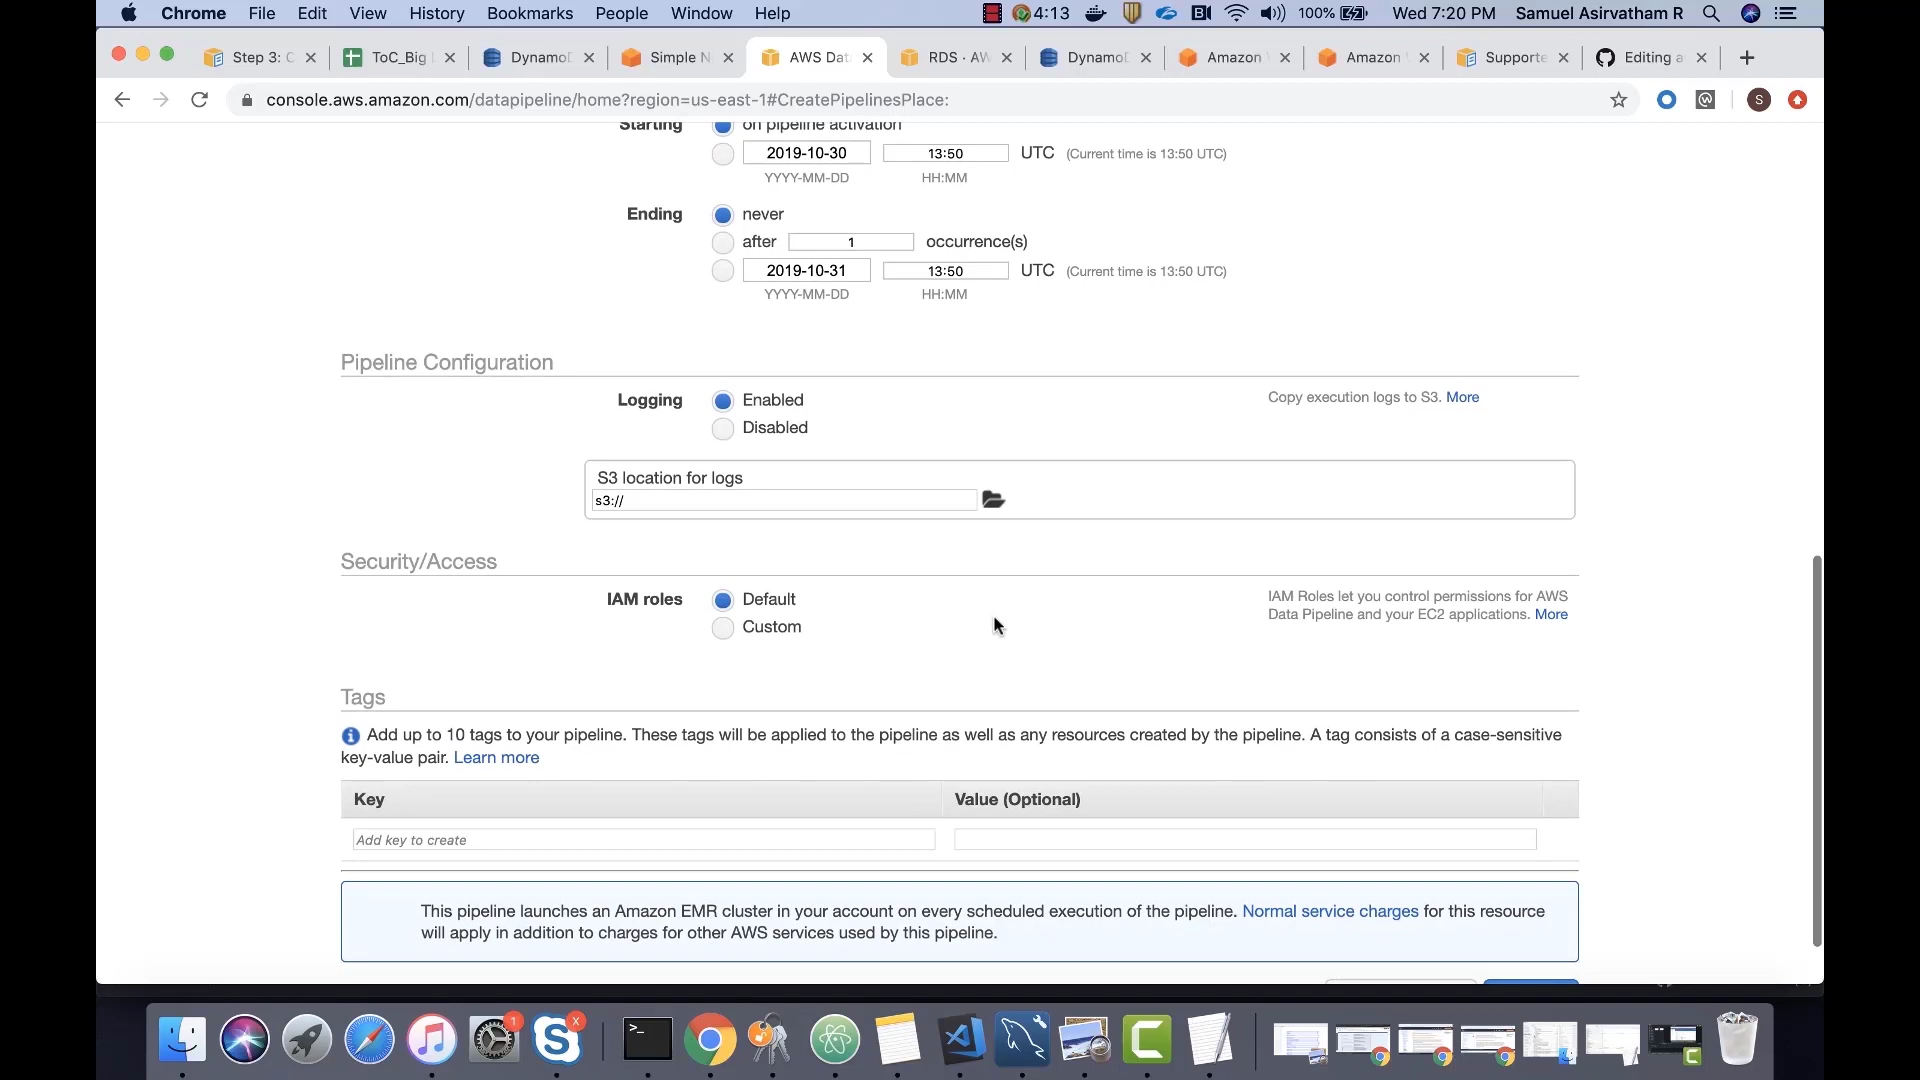 Chrome File Edit View History Bookmarks People Window Help 4:13 100% Wed 7:20 PM Samuel Asirvatham R
Step 3: C ToC_Big DynamoD Simple N AWS Dat RDS · AW DynamoD Amazon Amazon Supporte Editing a
console.aws.amazon.com/datapipeline/home?region=us-east-1#CreatePipelinesPlace: S
Starting on pipeline activation
2019-10-30 13:50 UTC (Current time is 13:50 UTC)
YYYY-MM-DD HH:MM
Ending never
after 1 occurrence(s)
2019-10-31 13:50 UTC (Current time is 13:50 UTC)
YYYY-MM-DD HH:MM
Pipeline Configuration
Logging Enabled Copy execution logs to S3. More
Disabled
S3 location for logs
s3://
Security/Access
IAM roles Default IAM Roles let you control permissions for AWS
Data Pipeline and your EC2 applications. More
Custom
Tags
Add up to 10 tags to your pipeline. These tags will be applied to the pipeline as well as any resources created by the pipeline. A tag consists of a case-sensitive
key-value pair. Learn more
Key Value (Optional)
Add key to create
This pipeline launches an Amazon EMR cluster in your account on every scheduled execution of the pipeline. Normal service charges for this resource
will apply in addition to charges for other AWS services used by this pipeline.